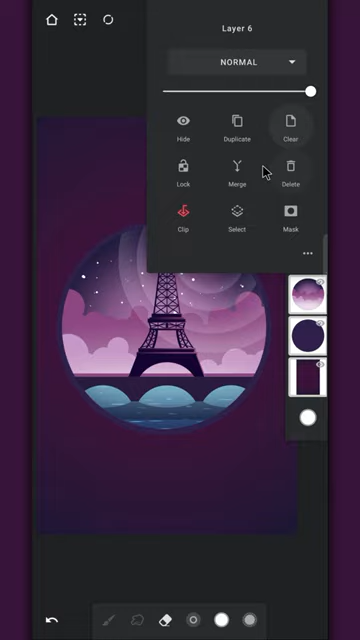 Layer 6
NORMAL
Hide Duplicate Clear
Lock Merge Delete
Clip Select Mask